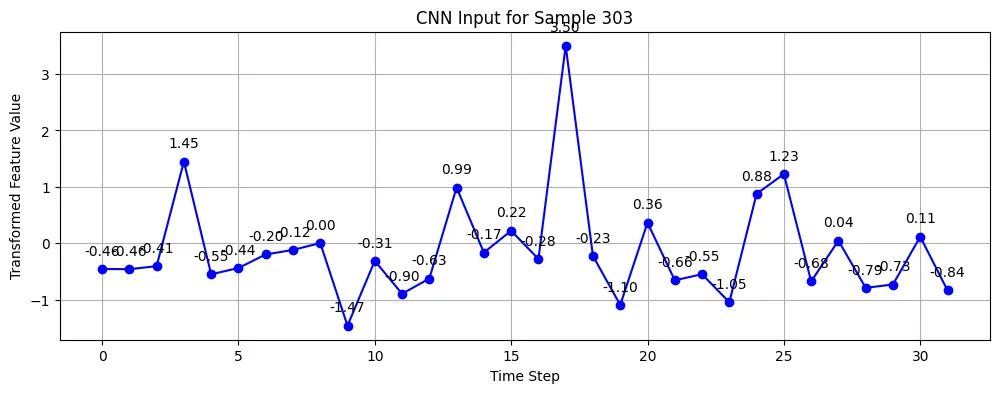 CNN Input for Sample 303
3.50
3
2
1
0
−1
Transformed Feature Value
-0.46 -0.46 -0.41 1.45 -0.55 -0.44 -0.20 -0.12 0.00 -1.47 -0.31 -0.90 -0.63 0.99 -0.17 0.22 -0.28 -0.23 -1.10 0.36 -0.66 -0.55 -1.05 0.88 1.23 -0.68 0.04 -0.79 -0.73 0.11 -0.84
0 5 10 15 20 25 30
Time Step